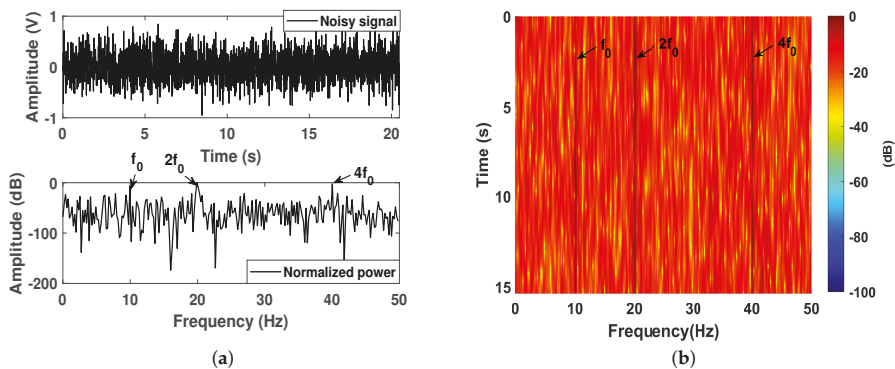 Noisy signal
1
0
-1
Amplitude (V)
0 5 10 15 20
Time (s)
f0 2f0 4f0
0
-100
-200
Amplitude (dB)
Normalized power
0 10 20 30 40 50
Frequency (Hz)
(a)
f0 2f0 4f0
0
5
10
15
Time (s)
0 10 20 30 40 50
Frequency(Hz)
0
-20
-40
-60
-80
-100
(dB)
(b)